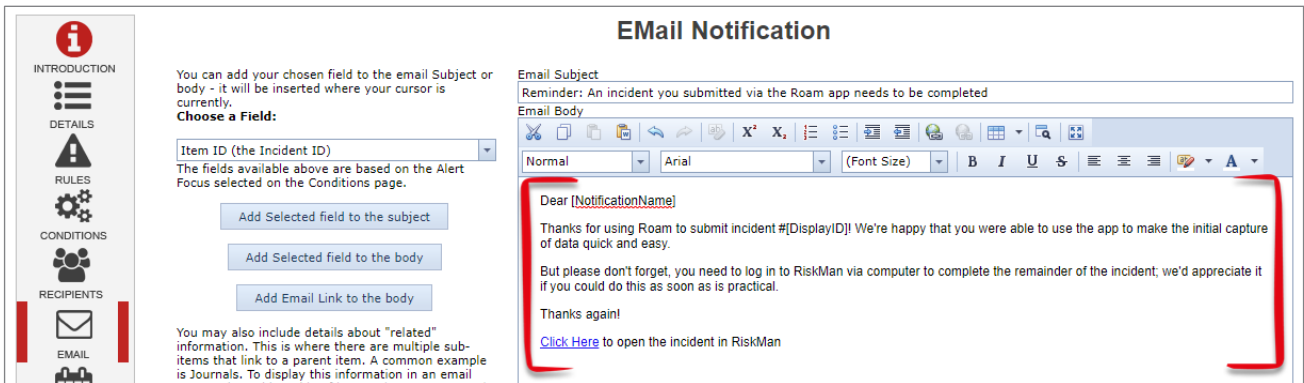 EMail Notification
INTRODUCTION
DETAILS
RULES
CONDITIONS
RECIPIENTS
EMAIL
You can add your chosen field to the email Subject or
body - it will be inserted where your cursor is
currently.
Choose a Field:
Item ID (the Incident ID)
The fields available above are based on the Alert
Focus selected on the Conditions page.
Add Selected field to the subject
Add Selected field to the body
Add Email Link to the body
You may also include details about "related"
information. This is where there are multiple sub-
items that link to a parent item. A common example
is Journals. To display this information in an email
Email Subject
Reminder: An incident you submitted via the Roam app needs to be completed
Email Body
Normal Arial (Font Size) B I U S A
Dear [NotificationName]
Thanks for using Roam to submit incident #[DisplayID]! We're happy that you were able to use the app to make the initial capture
of data quick and easy.
But please don't forget, you need to log in to RiskMan via computer to complete the remainder of the incident; we'd appreciate it
if you could do this as soon as is practical.
Thanks again!
Click Here to open the incident in RiskMan